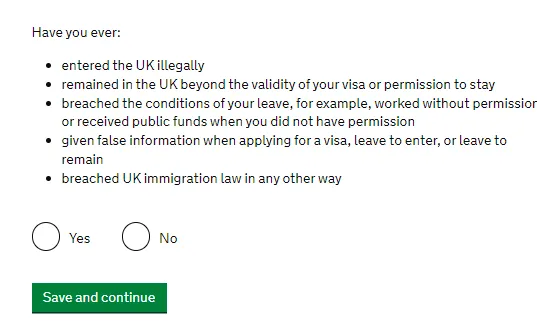 Have you ever:
• entered the UK illegally
• remained in the UK beyond the validity of your visa or permission to stay
• breached the conditions of your leave, for example, worked without permission
or received public funds when you did not have permission
• given false information when applying for a visa, leave to enter, or leave to
remain
• breached UK immigration law in any other way
Yes No
Save and continue